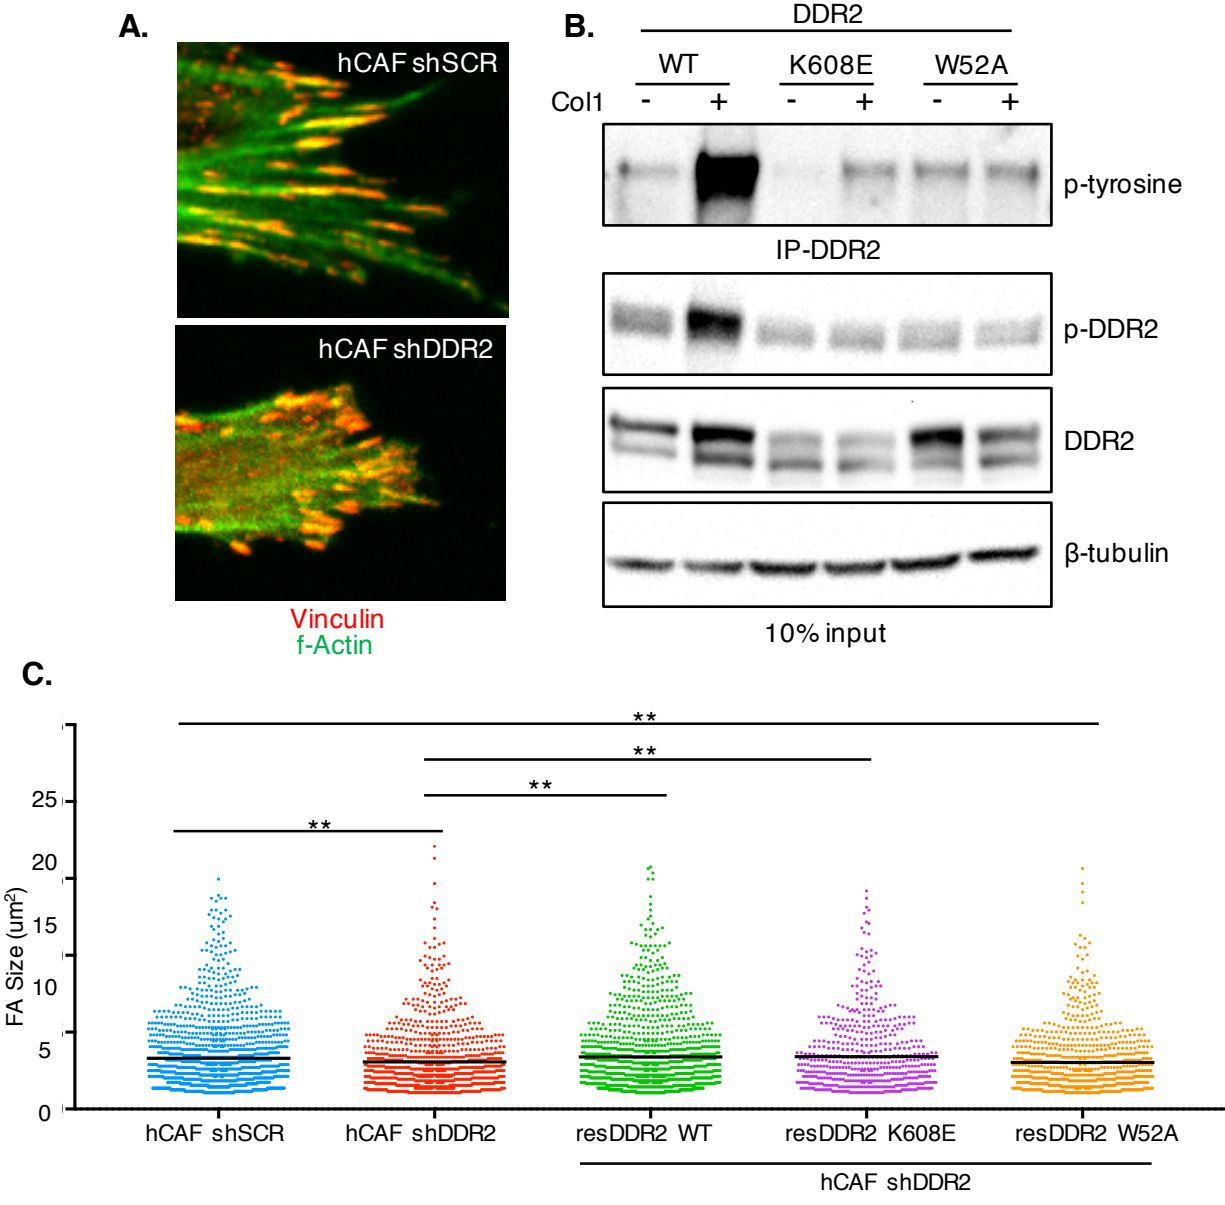 A.
hCAF shSCR
hCAF shDDR2
Vinculin
f-Actin
B.
DDR2
WT K608E W52A
Col1 - + - + - +
p-tyrosine
IP-DDR2
p-DDR2
DDR2
β-tubulin
10% input
C.
**
**
**
**
FA Size (um²)
25
20
15
10
5
0
hCAF shSCR hCAF shDDR2 resDDR2 WT resDDR2 K608E resDDR2 W52A
hCAF shDDR2